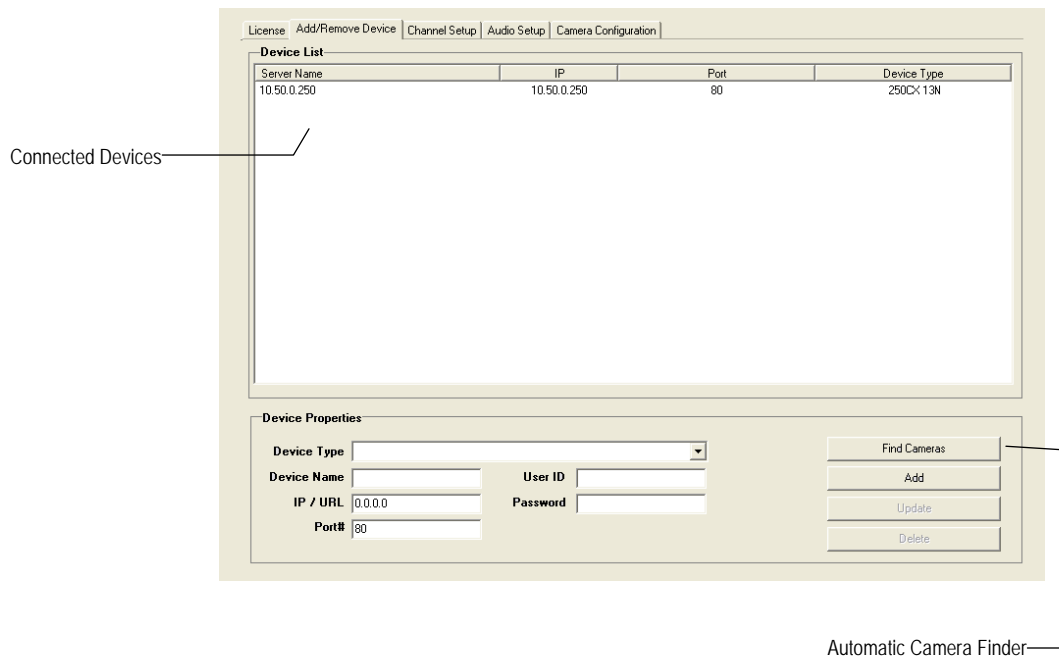 License Add/Remove Device Channel Setup Audio Setup Camera Configuration
Device List
Server Name IP Port Device Type
10.50.0.250 10.50.0.250 80 250CX 13N
Connected Devices
Device Properties
Device Type Find Cameras
Device Name User ID Add
IP / URL 0.0.0.0 Password Update
Port# 80 Delete
Automatic Camera Finder